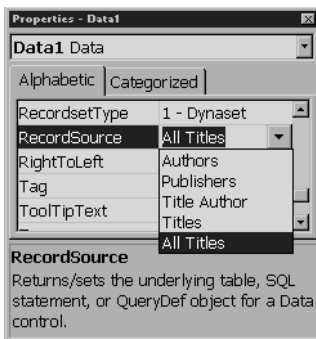 Properties - Data1
Data1 Data
Alphabetic Categorized
RecordsetType 1 - Dynaset
RecordSource All Titles
RightToLeft Authors
Tag Publishers
ToolTipText Title Author
Titles
All Titles
RecordSource
Returns/sets the underlying table, SQL
statement, or QueryDef object for a Data
control.